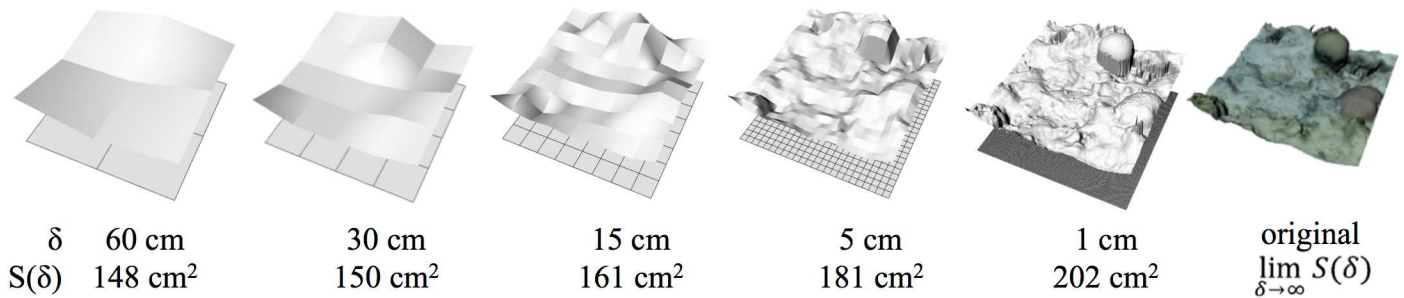 δ 60 cm 30 cm 15 cm 5 cm 1 cm original
S(δ) 148 cm² 150 cm² 161 cm² 181 cm² 202 cm² lim S(δ)
δ→∞